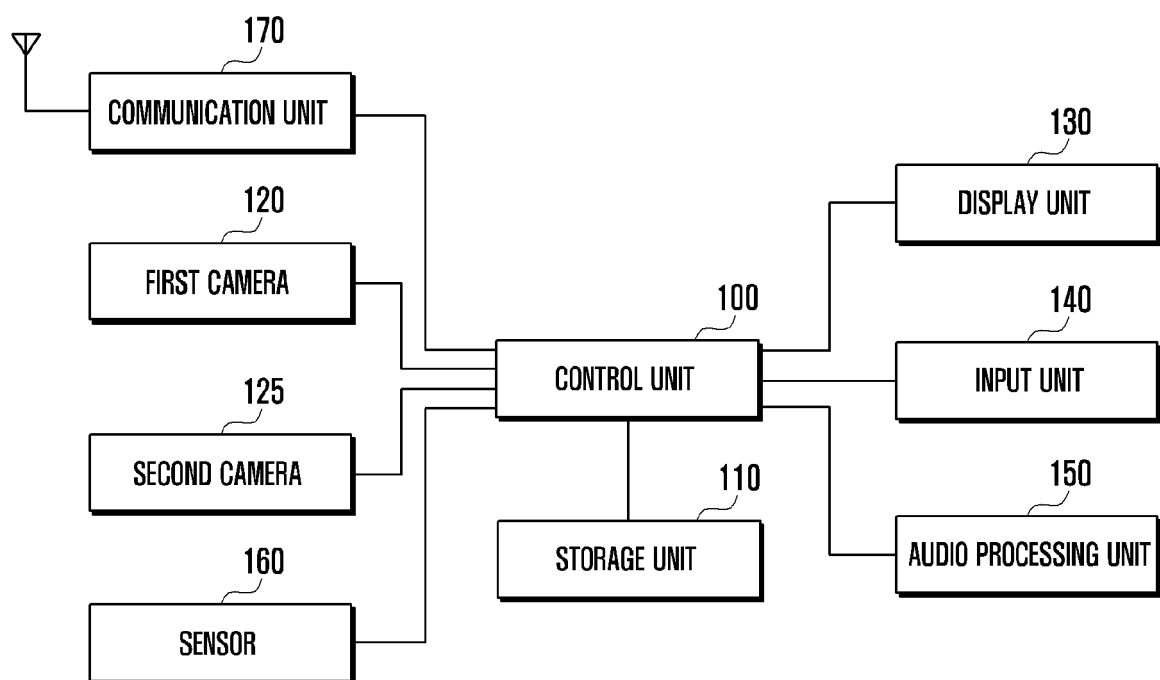 170
COMMUNICATION UNIT
120
FIRST CAMERA
125
SECOND CAMERA
160
SENSOR
100
CONTROL UNIT
110
STORAGE UNIT
130
DISPLAY UNIT
140
INPUT UNIT
150
AUDIO PROCESSING UNIT